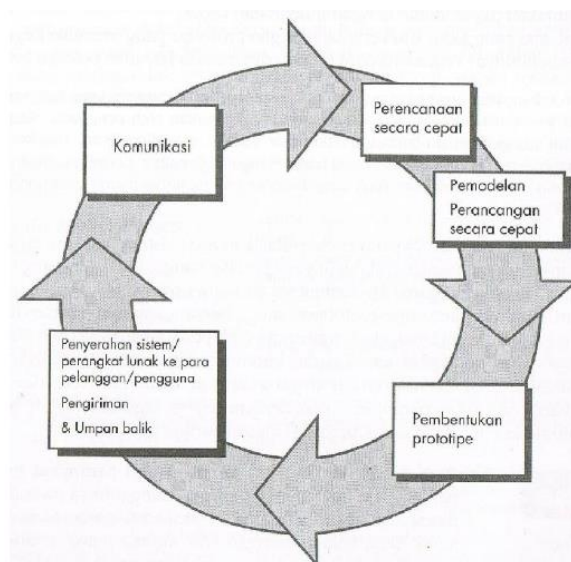 Komunikasi
Perencanaan
secara cepat
Pemodelan
Perancangan
secara cepat
Pembentukan
prototipe
Penyerahan sistem/
perangkat lunak ke para
pelanggan/pengguna
Pengiriman
& Umpan balik